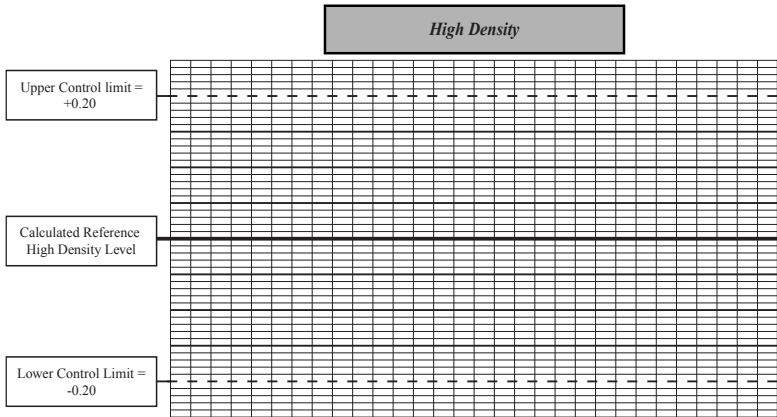 High Density
Upper Control limit =
+0.20
Calculated Reference
High Density Level
Lower Control Limit =
-0.20